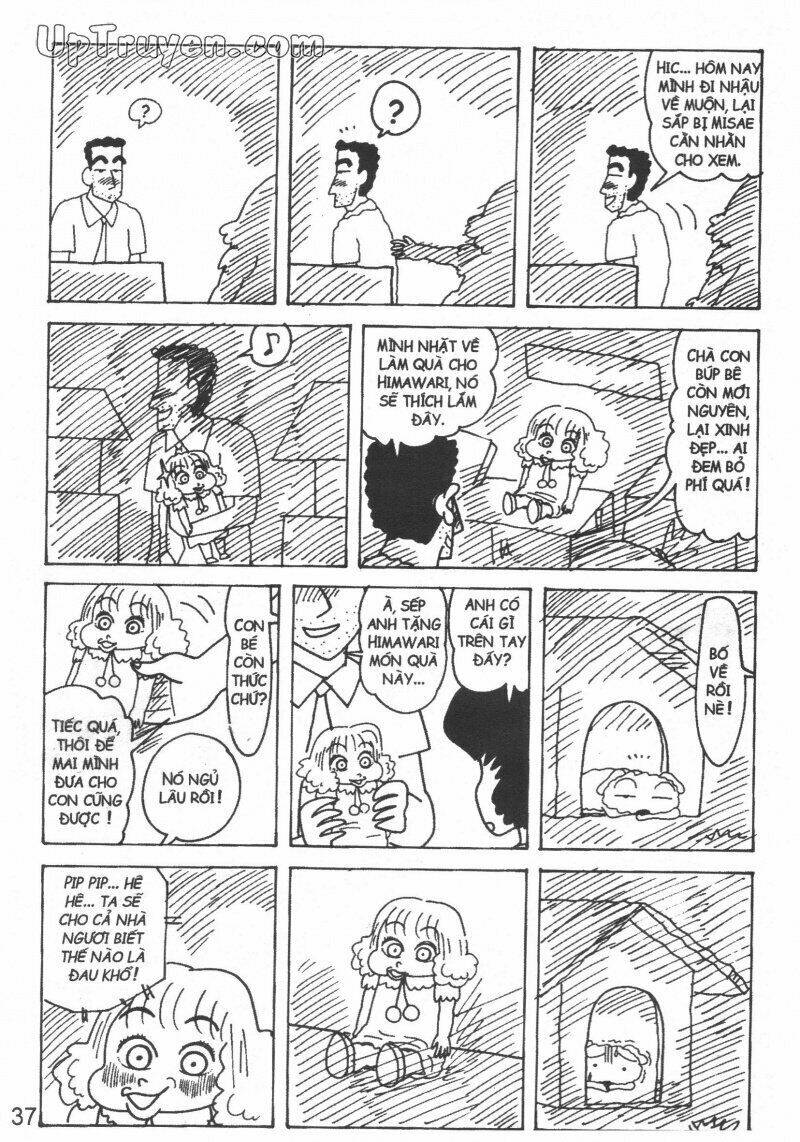 UpTruyen.com
HIC... HÔM NAY
MÌNH ĐI NHẬU
VỀ MUỘN, LẠI
SẮP BỊ MISAE
CẰN NHẰN
CHO XEM.
?
?
CHÀ CON
BÚP BÊ
CÒN MỚI
NGUYÊN,
LẠI XINH
ĐẸP... AI
ĐEM BỎ
PHÍ QUÁ!
MÌNH NHẶT VỀ
LÀM QUÀ CHO
HIMAWARI, NÓ
SẼ THÍCH LẮM
ĐÂY.
♪
BỐ
VỀ
RỒI
NÈ!
ANH CÓ
CÁI GÌ
TRÊN TAY
ĐẤY?
À, SẾP
ANH TẶNG
HIMAWARI
MÓN QUÀ
NÀY...
CON
BÉ
CÒN
THỨC
CHỨ?
NÓ NGỦ
LÂU RỒI!
TIẾC QUÁ,
THÔI ĐỂ
MAI MÌNH
ĐƯA CHO
CON CŨNG
ĐƯỢC!
PIP PIP... HÊ
HÊ... TA SẼ
CHO CẢ NHÀ
NGƯƠI BIẾT
THẾ NÀO LÀ
ĐAU KHỔ!
37